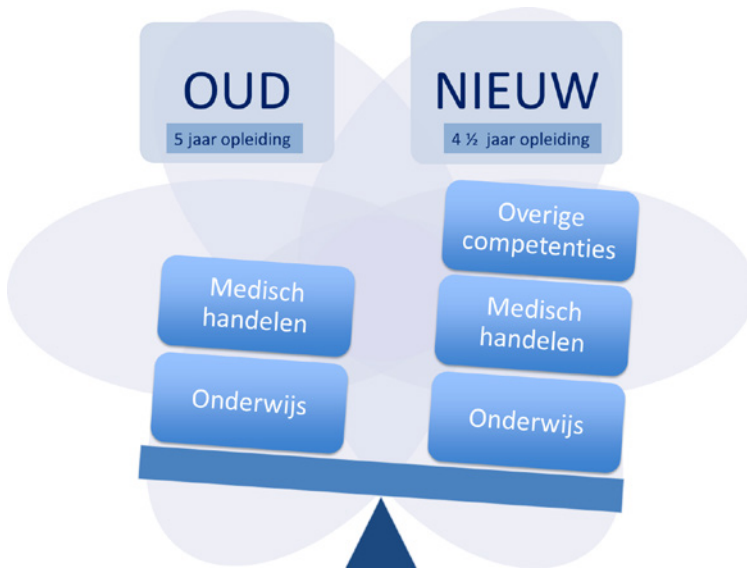 OUD
5 jaar opleiding
NIEUW
4 ½ jaar opleiding
Medisch
handelen
Onderwijs
Overige
competenties
Medisch
handelen
Onderwijs